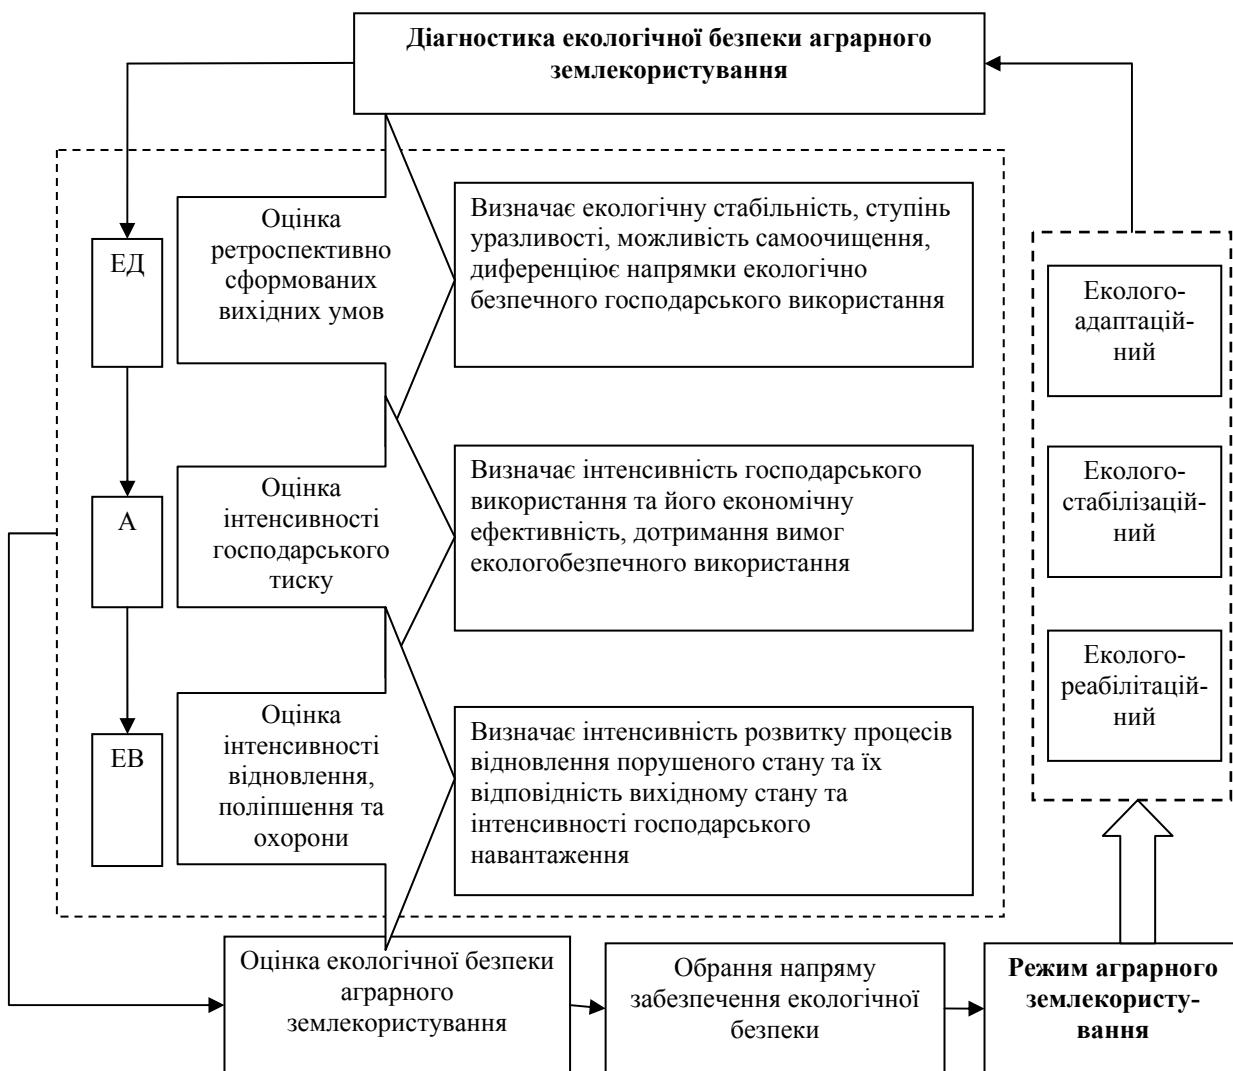 Діагностика екологічної безпеки аграрного
землекористування
ЕД
Оцінка
ретроспективно
сформованих
вихідних умов
Визначає екологічну стабільність, ступінь
уразливості, можливість самоочищення,
диференціює напрямки екологічно
безпечного господарського використання
А
Оцінка
інтенсивності
господарського
тиску
Визначає інтенсивність господарського
використання та його економічну
ефективність, дотримання вимог
екологобезпечного використання
ЕВ
Оцінка
інтенсивності
відновлення,
поліпшення та
охорони
Визначає інтенсивність розвитку процесів
відновлення порушеного стану та їх
відповідність вихідному стану та
інтенсивності господарського
навантаження
Еколого-
адаптацій-
ний
Еколого-
стабілізацій-
ний
Еколого-
реабілітацій-
ний
Оцінка екологічної безпеки
аграрного
землекористування
Обрання напряму
забезпечення екологічної
безпеки
Режим аграрного
землекористу-
вання